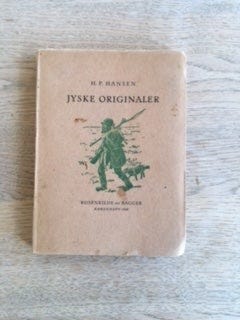 H. P. HANSEN
JYSKE ORIGINALER
ROSENKILDE OG BAGGER
KØBENHAVN